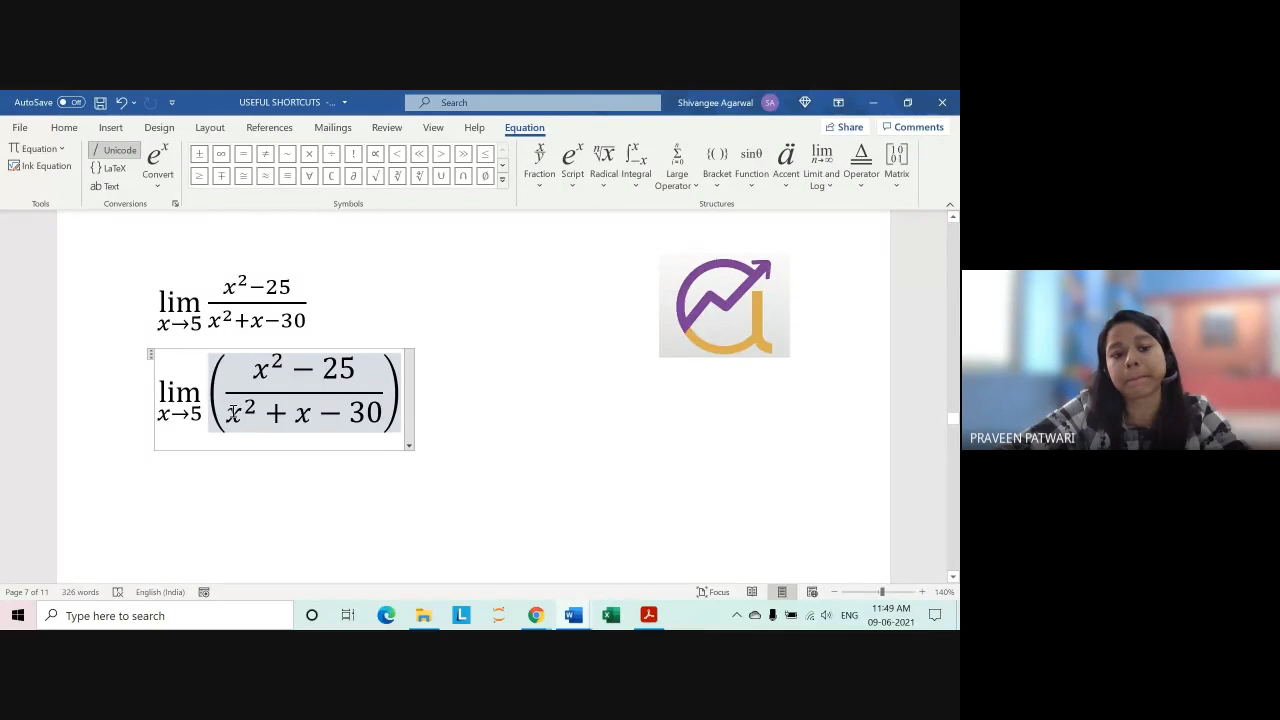 AutoSave Off USEFUL SHORTCUTS -... Search Shivangee Agarwal SA
File Home Insert Design Layout References Mailings Review View Help Equation Share Comments
Equation Unicode
Ink Equation LaTeX
Text
Convert
Fraction Script Radical Integral Large Operator Bracket Function Accent Limit and Log Operator Matrix
Tools Conversions Symbols Structures
± ∞ = ≠ ~ × ÷ ! ∝ < ≪ > ≫ ≤
≥ ∓ ≅ ≈ ≡ ∀ ∁ ∂ √ ∛ ∜ ∪ ∩ ∅
lim x→5 (x² − 25)/(x² + x − 30)
lim x→5 ((x² − 25)/(x² + x − 30))
PRAVEEN PATWARI
Page 7 of 11 326 words English (India) Focus 140%
Type here to search ENG 11:49 AM
09-06-2021